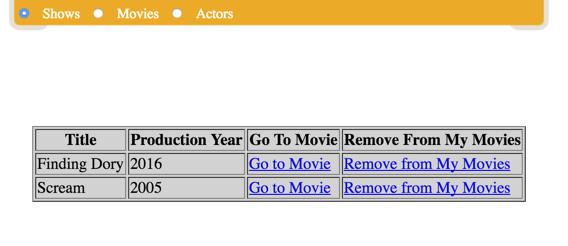 Shows Movies Actors
Title Production Year Go To Movie Remove From My Movies
Finding Dory 2016 Go to Movie Remove from My Movies
Scream 2005 Go to Movie Remove from My Movies